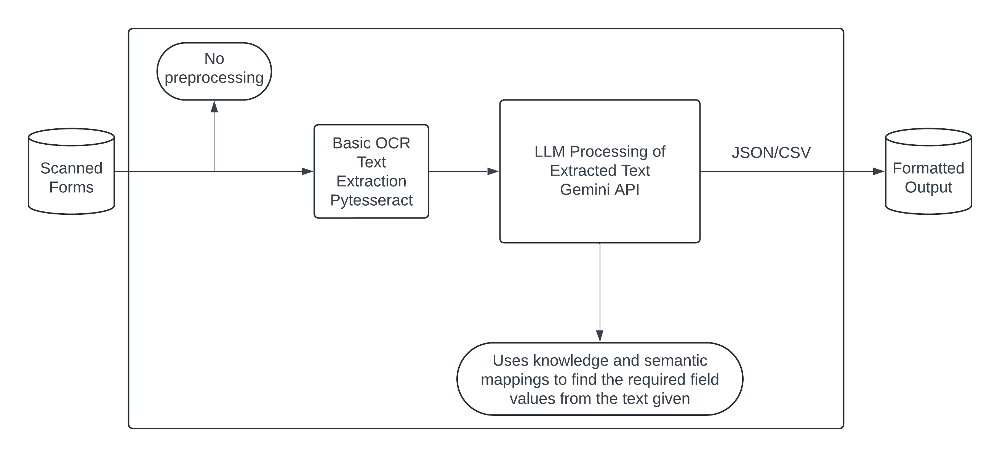 No
preprocessing
Scanned
Forms
Basic OCR
Text
Extraction
Pytesseract
LLM Processing of
Extracted Text
Gemini API
JSON/CSV
Formatted
Output
Uses knowledge and semantic
mappings to find the required field
values from the text given